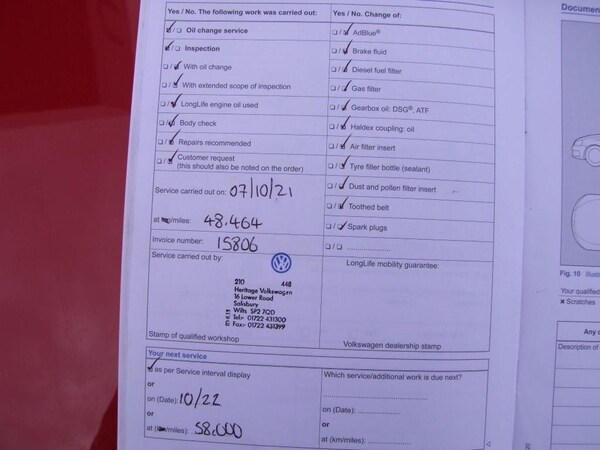 Yes / No. The following work was carried out:
☑/☐ Oil change service
☑/☐ Inspection
☐/☑ With oil change
☐/☑ With extended scope of inspection
☐/☑ LongLife engine oil used
☐/☑ Body check
☐/☑ Repairs recommended
☐/☑ Customer request
(this should also be noted on the order)
Service carried out on: 07/10/21
at km/miles: 48,464
Invoice number: 15806
Service carried out by:
210 448
Heritage Volkswagen
16 Lower Road
Salisbury
Wilts SP2 7QD
Tel: 01722 431300
Fax: 01722 431399
Stamp of qualified workshop
Yes / No. Change of:
☐/☑ AdBlue®
☐/☑ Brake fluid
☐/☑ Diesel fuel filter
☐/☑ Gas filter
☐/☑ Gearbox oil: DSG®, ATF
☐/☑ Haldex coupling: oil
☐/☑ Air filter insert
☐/☑ Tyre filler bottle (sealant)
☐/☑ Dust and pollen filter insert
☐/☑ Toothed belt
☐/☑ Spark plugs
☐/☐ ....................
LongLife mobility guarantee:
Volkswagen dealership stamp
Your next service
☑ as per Service interval display
or
on (Date): 10/22
or
at (km/miles): 58,000
Which service/additional work is due next?
....................
on (Date): ....................
or
at (km/miles): ....................
Documen
Fig. 10
Your qualified
× Scratches
Any
Description of